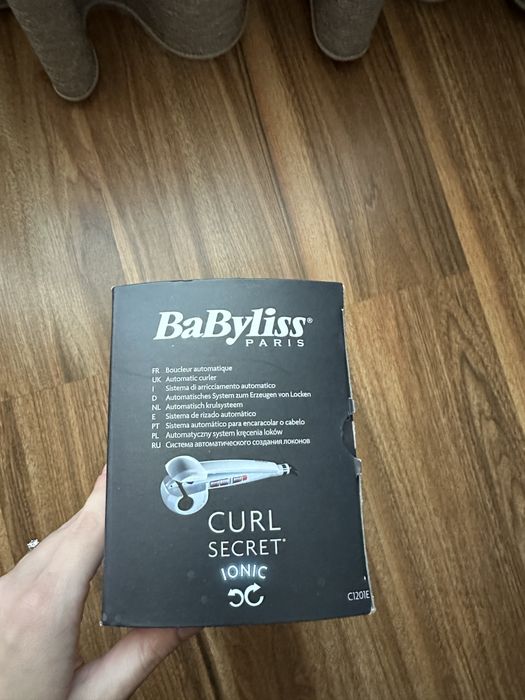 BaByliss®
PARIS
FR Boucleur automatique
UK Automatic curler
I Sistema di arricciamento automatico
D Automatisches System zum Erzeugen von Locken
NL Automatisch krulsysteem
E Sistema de rizado automático
PT Sistema automático para encaracolar o cabelo
PL Automatyczny system kręcenia loków
RU Система автоматического создания локонов
CURL
SECRET®
IONIC
C1201E